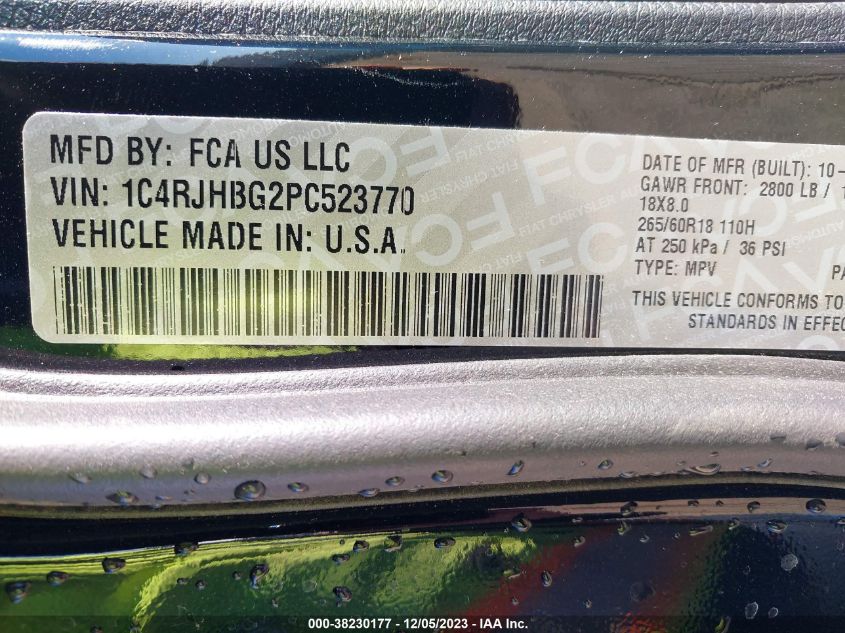 MFD BY: FCA US LLC
VIN: 1C4RJHBG2PC523770
VEHICLE MADE IN: U.S.A.
DATE OF MFR (BUILT): 10-
GAWR FRONT: 2800 LB /
18X8.0
265/60R18 110H
AT 250 kPa / 36 PSI
TYPE: MPV
PA
THIS VEHICLE CONFORMS TO
STANDARDS IN EFFEC
000-38230177 - 12/05/2023 - IAA Inc.